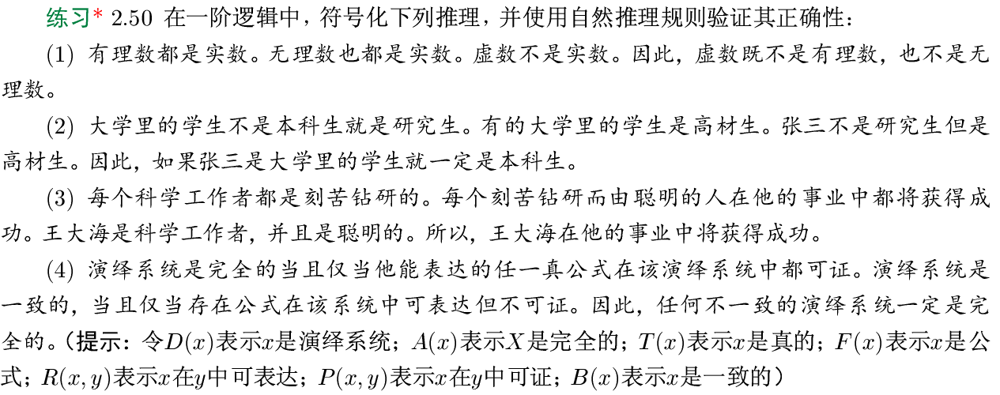 练习* 2.50 在一阶逻辑中，符号化下列推理，并使用自然推理规则验证其正确性：
(1) 有理数都是实数。无理数也都是实数。虚数不是实数。因此，虚数既不是有理数，也不是无
理数。
(2) 大学里的学生不是本科生就是研究生。有的大学里的学生是高材生。张三不是研究生但是
高材生。因此，如果张三是大学里的学生就一定是本科生。
(3) 每个科学工作者都是刻苦钻研的。每个刻苦钻研而由聪明的人在他的事业中都将获得成
功。王大海是科学工作者，并且是聪明的。所以，王大海在他的事业中将获得成功。
(4) 演绎系统是完全的当且仅当他能表达的任一真公式在该演绎系统中都可证。演绎系统是
一致的，当且仅当存在公式在该系统中可表达但不可证。因此，任何不一致的演绎系统一定是完
全的。（提示：令D(x)表示x是演绎系统；A(x)表示X是完全的；T(x)表示x是真的；F(x)表示x是公
式；R(x, y)表示x在y中可表达；P(x, y)表示x在y中可证；B(x)表示x是一致的）